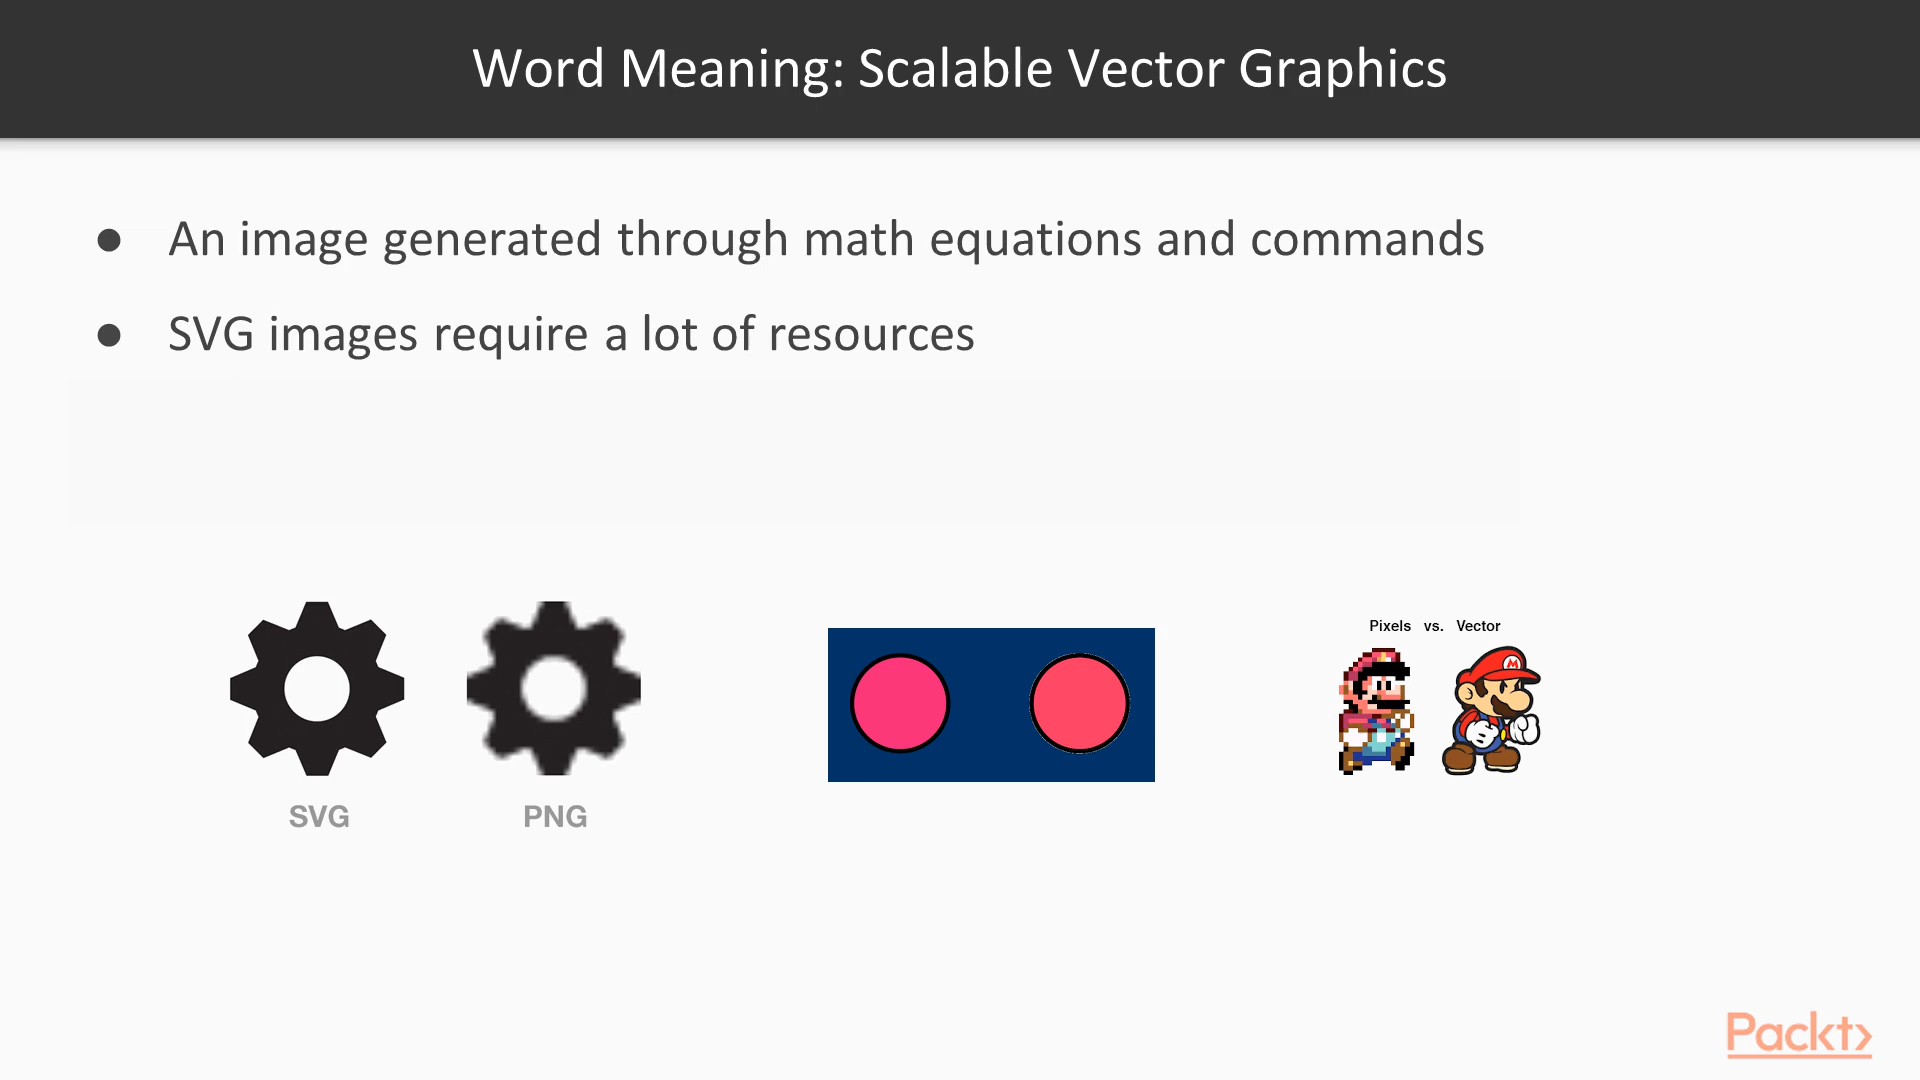 Word Meaning: Scalable Vector Graphics
● An image generated through math equations and commands
● SVG images require a lot of resources
Pixels vs. Vector
M
SVG PNG
Packt>